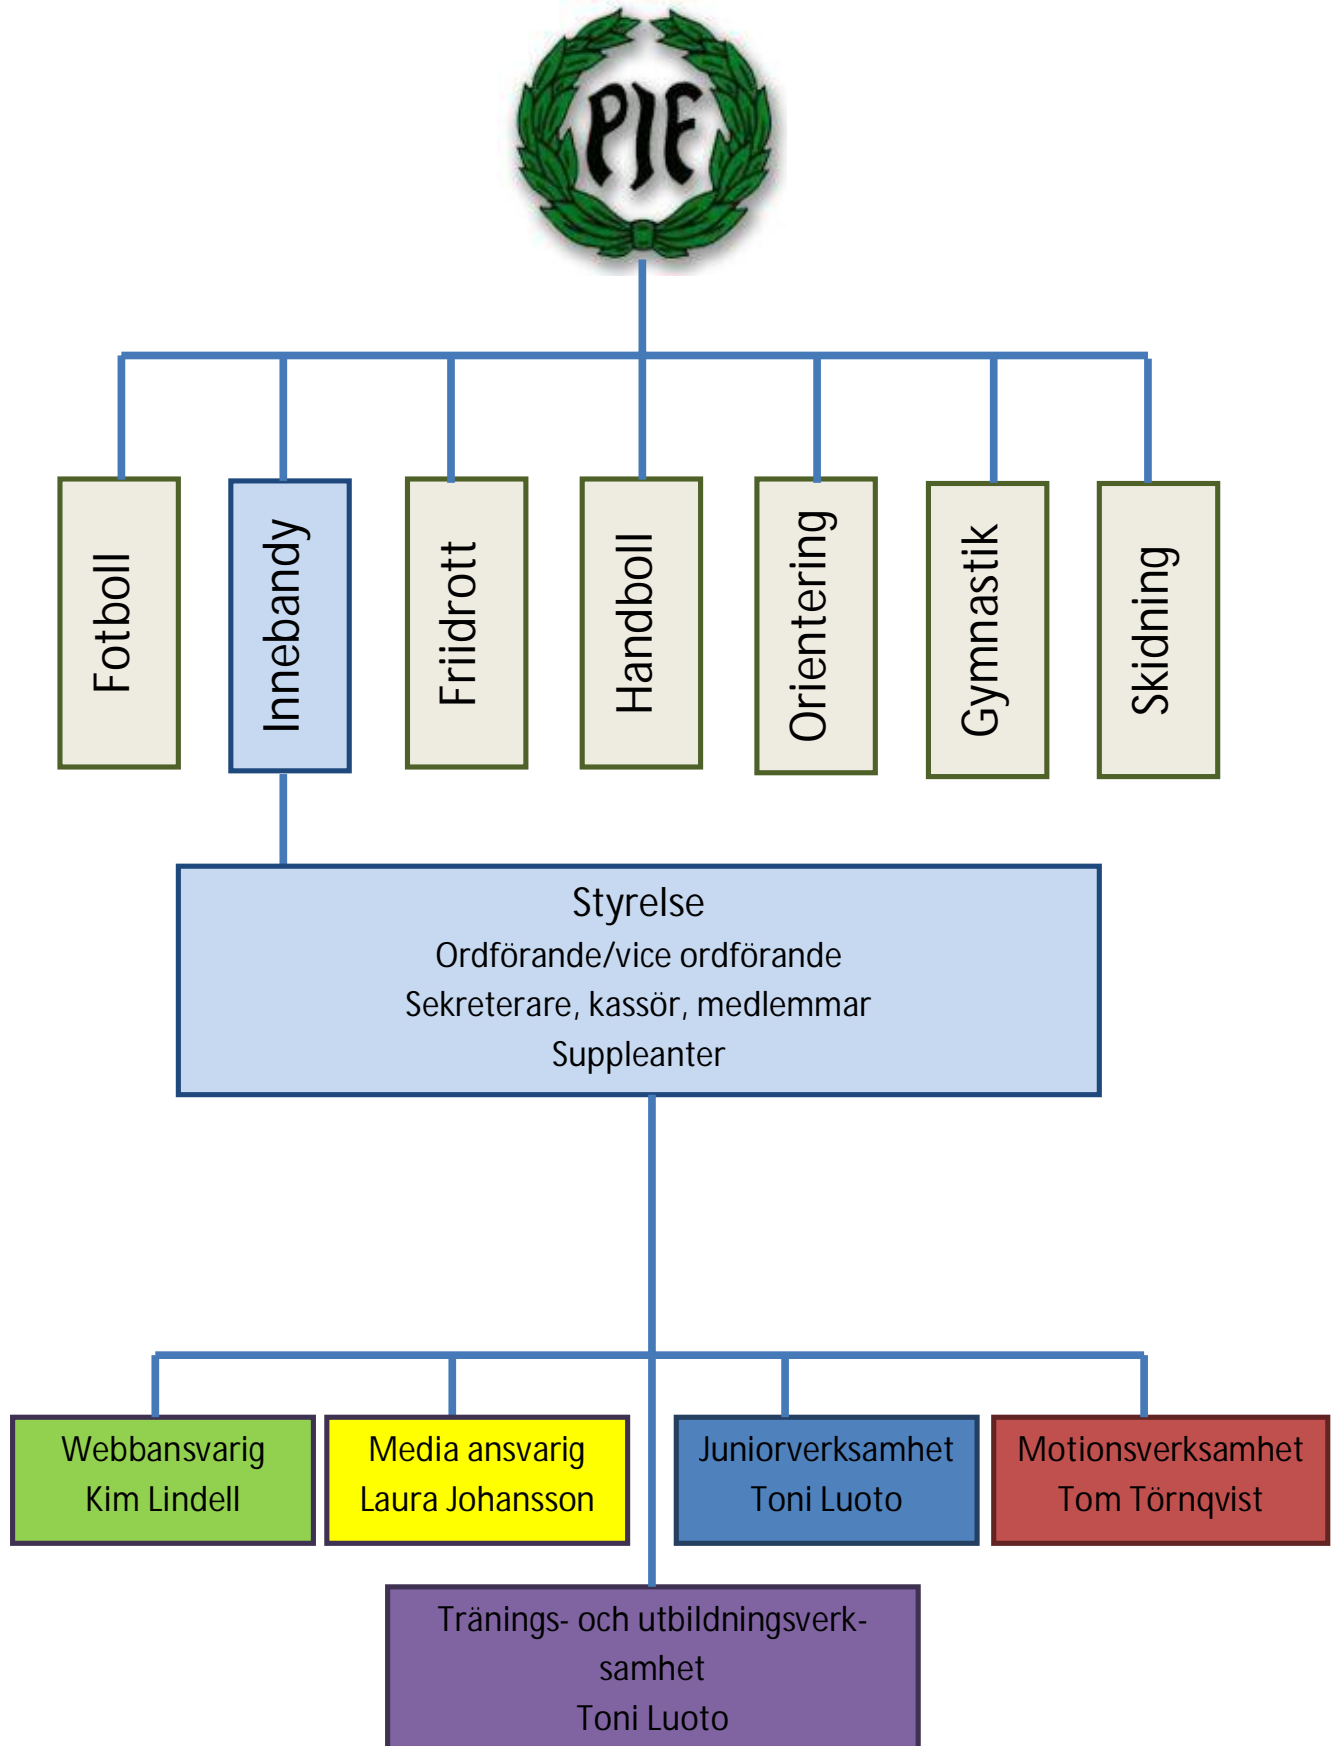 PIF
Fotboll
Innebandy
Friidrott
Handboll
Orientering
Gymnastik
Skidning
Styrelse
Ordförande/vice ordförande
Sekreterare, kassör, medlemmar
Suppleanter
Webbansvarig
Kim Lindell
Media ansvarig
Laura Johansson
Juniorverksamhet
Toni Luoto
Motionsverksamhet
Tom Törnqvist
Tränings- och utbildningsverk-
samhet
Toni Luoto